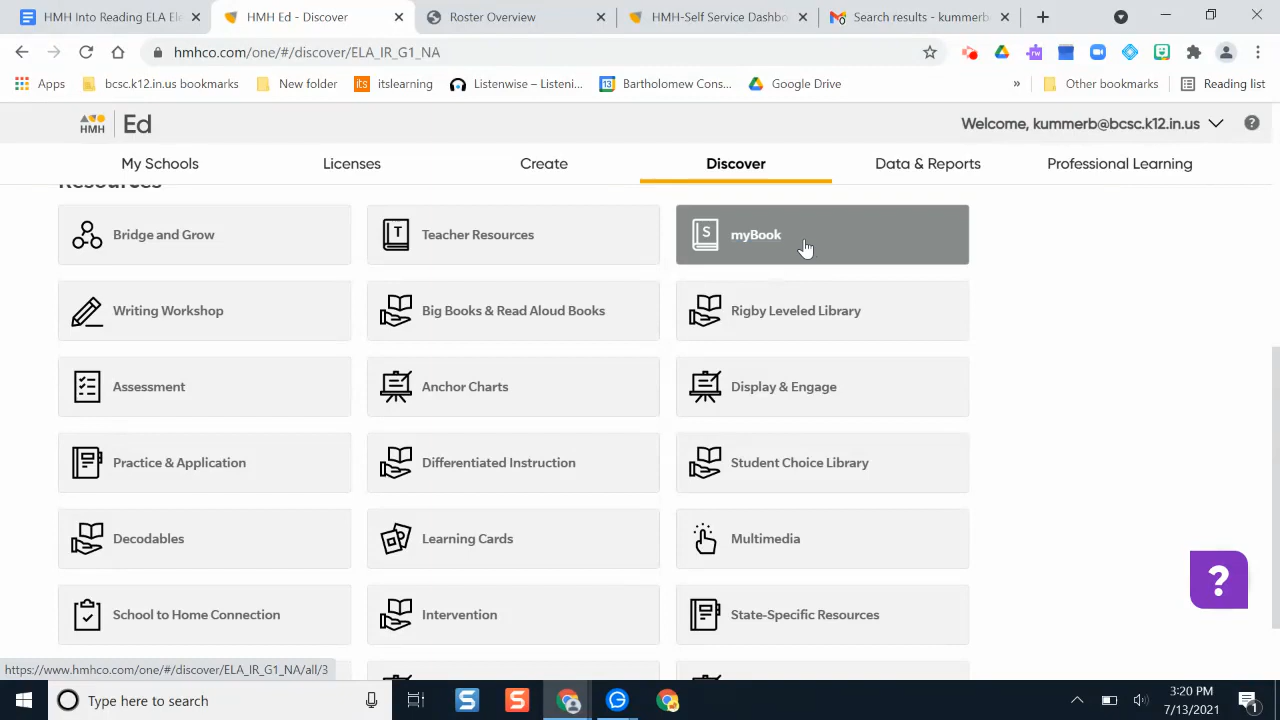 HMH Into Reading ELA Ele
HMH Ed - Discover
Roster Overview
HMH-Self Service Dashbo
Search results - kummerb
hmhco.com/one/#/discover/ELA_IR_G1_NA
Apps
bcsc.k12.in.us bookmarks
New folder
its
itslearning
Listenwise – Listeni...
13
Bartholomew Cons...
Google Drive
»
Other bookmarks
Reading list
HMH
Ed
Welcome, kummerb@bcsc.k12.in.us
?
My Schools
Licenses
Create
Discover
Data & Reports
Professional Learning
Resources
Bridge and Grow
T
Teacher Resources
S
myBook
Writing Workshop
Big Books & Read Aloud Books
Rigby Leveled Library
Assessment
Anchor Charts
Display & Engage
Practice & Application
Differentiated Instruction
Student Choice Library
Decodables
Learning Cards
Multimedia
?
School to Home Connection
Intervention
State-Specific Resources
https://www.hmhco.com/one/#/discover/ELA_IR_G1_NA/all/3
Type here to search
S
S
G
3:20 PM
7/13/2021
1